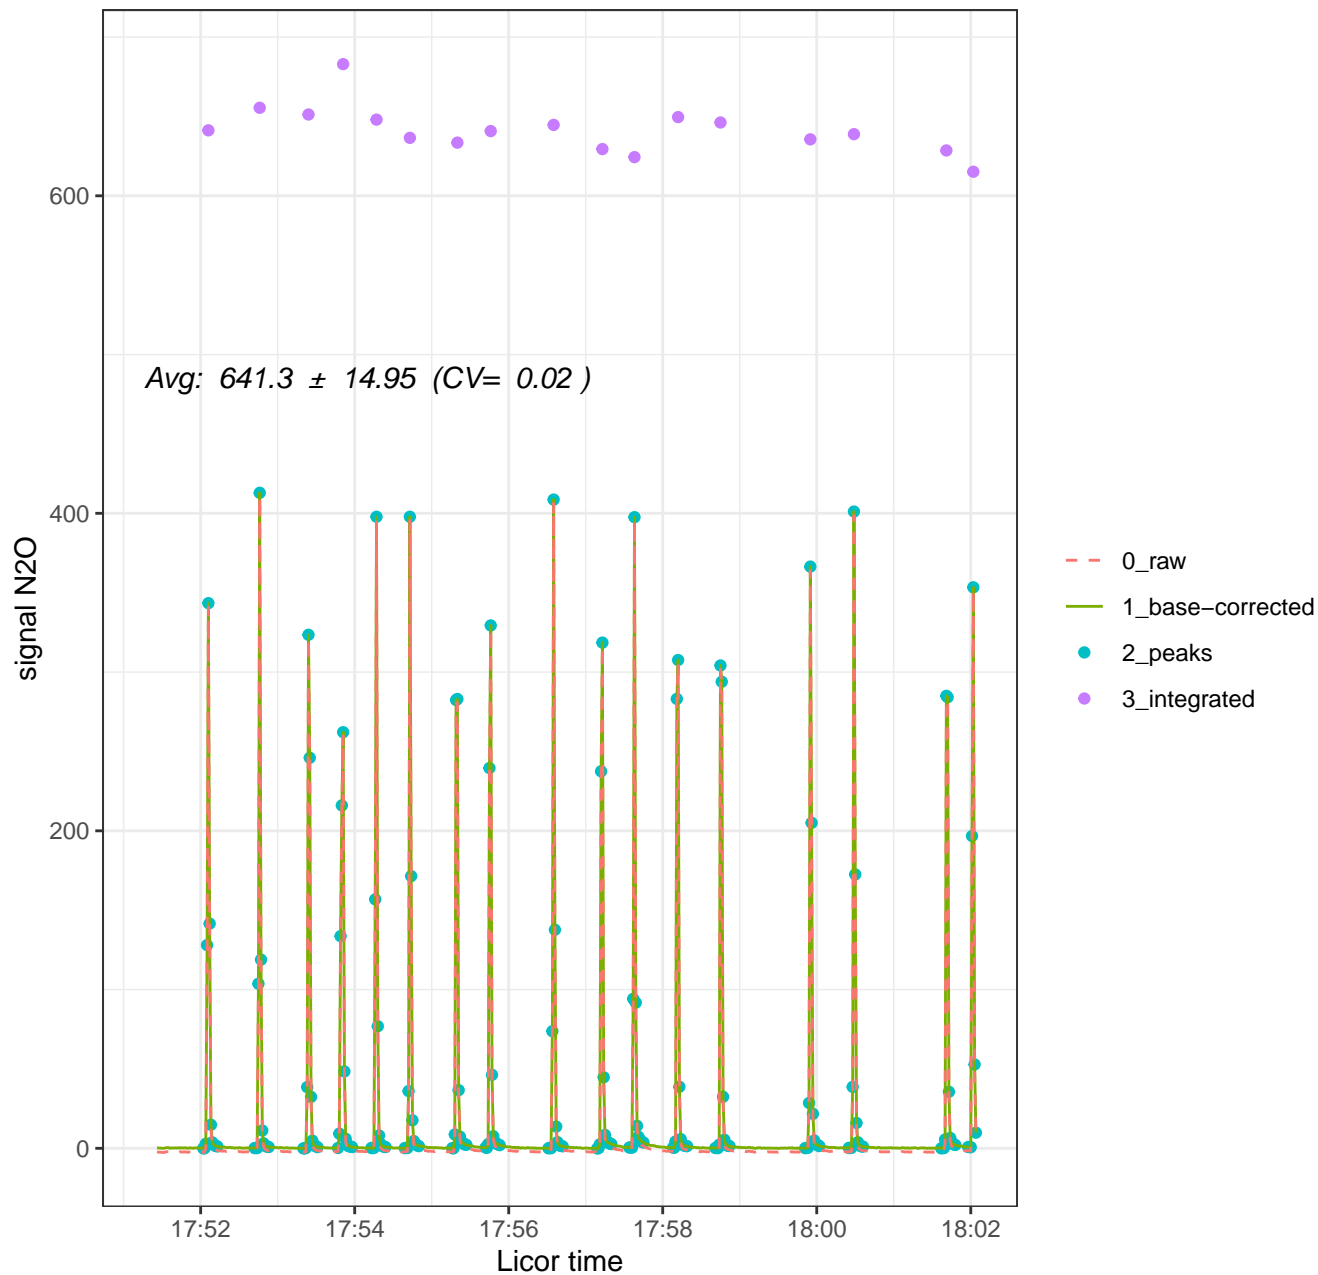 600
Avg: 641.3 ± 14.95 (CV= 0.02 )
400
200
0
signal N2O
17:52 17:54 17:56 17:58 18:00 18:02
Licor time
0_raw
1_base−corrected
2_peaks
3_integrated